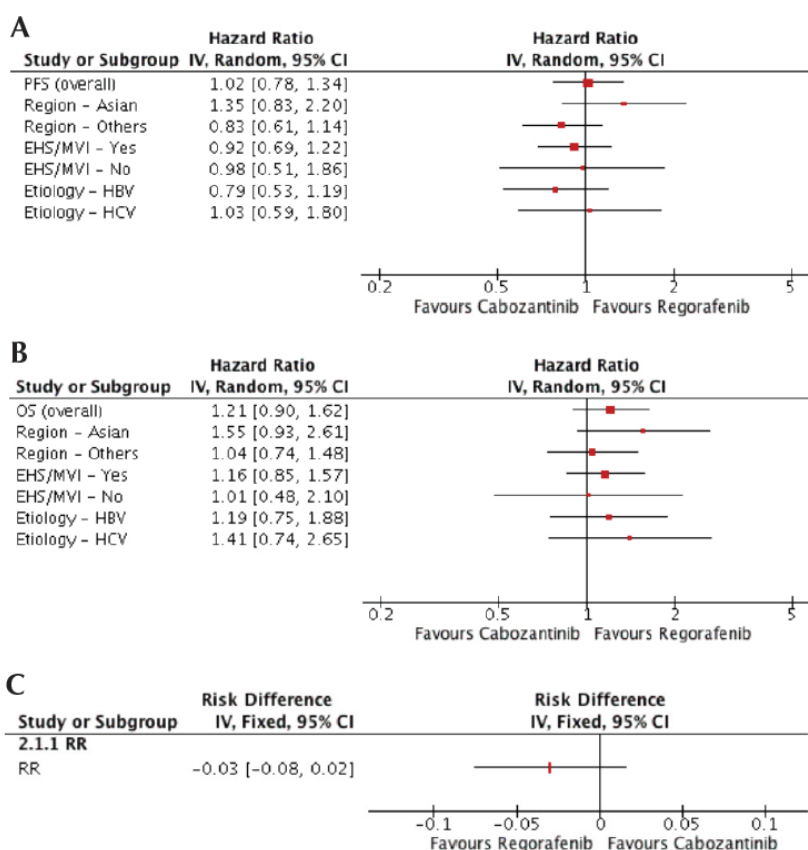 A
Hazard Ratio Hazard Ratio
Study or Subgroup IV, Random, 95% CI IV, Random, 95% CI
PFS (overall) 1.02 [0.78, 1.34]
Region – Asian 1.35 [0.83, 2.20]
Region – Others 0.83 [0.61, 1.14]
EHS/MVI – Yes 0.92 [0.69, 1.22]
EHS/MVI – No 0.98 [0.51, 1.86]
Etiology – HBV 0.79 [0.53, 1.19]
Etiology – HCV 1.03 [0.59, 1.80]
0.2 0.5 1 2 5
Favours Cabozantinib Favours Regorafenib
B
Hazard Ratio Hazard Ratio
Study or Subgroup IV, Random, 95% CI IV, Random, 95% CI
OS (overall) 1.21 [0.90, 1.62]
Region – Asian 1.55 [0.93, 2.61]
Region – Others 1.04 [0.74, 1.48]
EHS/MVI – Yes 1.16 [0.85, 1.57]
EHS/MVI – No 1.01 [0.48, 2.10]
Etiology – HBV 1.19 [0.75, 1.88]
Etiology – HCV 1.41 [0.74, 2.65]
0.2 0.5 1 2 5
Favours Cabozantinib Favours Regorafenib
C
Risk Difference Risk Difference
Study or Subgroup IV, Fixed, 95% CI IV, Fixed, 95% CI
2.1.1 RR
RR −0.03 [−0.08, 0.02]
−0.1 −0.05 0 0.05 0.1
Favours Regorafenib Favours Cabozantinib